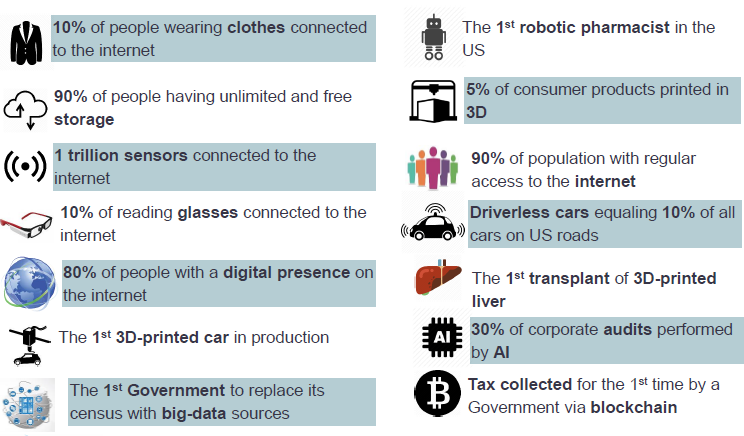 10% of people wearing clothes connected
to the internet
90% of people having unlimited and free
storage
1 trillion sensors connected to the
internet
10% of reading glasses connected to the
internet
80% of people with a digital presence on
the internet
The 1st 3D-printed car in production
The 1st Government to replace its
census with big-data sources
The 1st robotic pharmacist in the
US
5% of consumer products printed in
3D
90% of population with regular
access to the internet
Driverless cars equaling 10% of all
cars on US roads
The 1st transplant of 3D-printed
liver
AI
30% of corporate audits performed
by AI
Tax collected for the 1st time by a
Government via blockchain